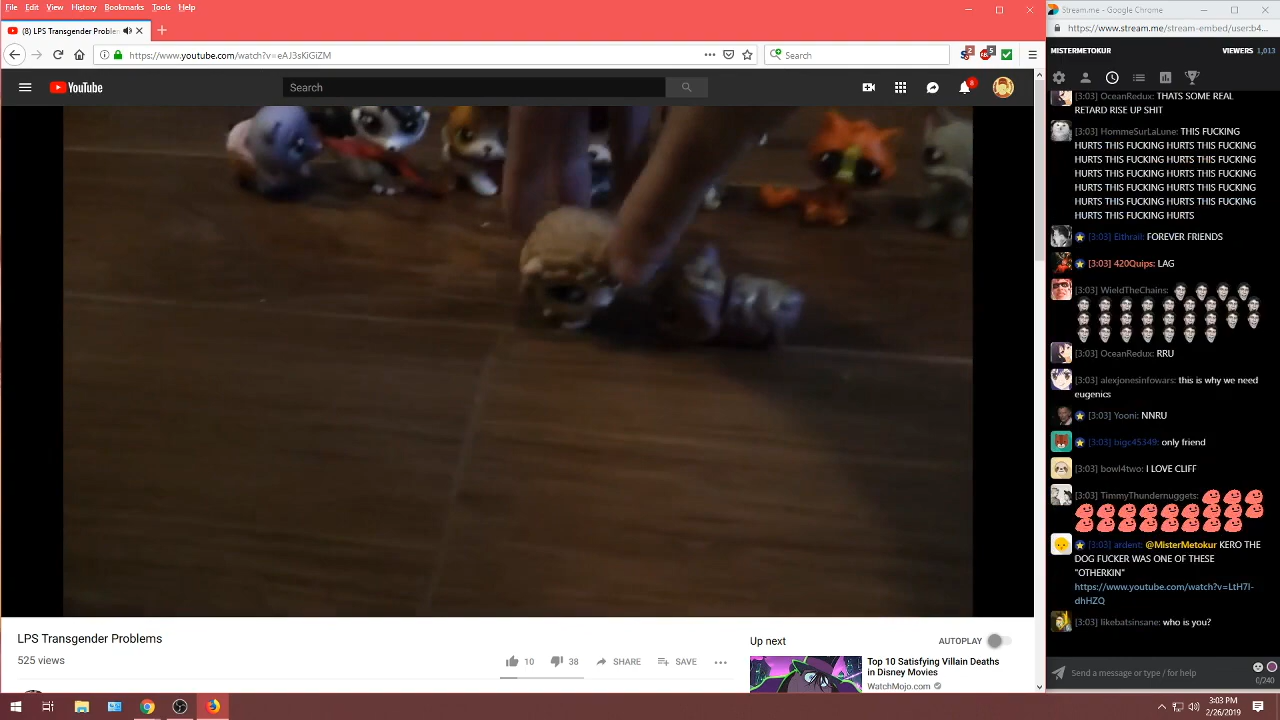 File Edit View History Bookmarks Tools Help
(8) LPS Transgender Problem
https://www.youtube.com/watch?v=eAJ3sKiGiZM
Search
2
5
YouTube
Search
8
LPS Transgender Problems
525 views
10
38
SHARE
SAVE
Up next
AUTOPLAY
Top 10 Satisfying Villain Deaths
in Disney Movies
WatchMojo.com
Stream.me - Google Chrome
https://www.stream.me/stream-embed/user:b4...
MISTERMETOKUR
VIEWERS 1,013
[3:03] OceanRedux: THATS SOME REAL
RETARD RISE UP SHIT
[3:03] HommeSurLaLune: THIS FUCKING
HURTS THIS FUCKING HURTS THIS FUCKING
HURTS THIS FUCKING HURTS THIS FUCKING
HURTS THIS FUCKING HURTS THIS FUCKING
HURTS THIS FUCKING HURTS THIS FUCKING
HURTS THIS FUCKING HURTS THIS FUCKING
HURTS THIS FUCKING HURTS
[3:03] Eithrail: FOREVER FRIENDS
[3:03] 420Quips: LAG
[3:03] WieldTheChains:
[3:03] OceanRedux: RRU
[3:03] alexjonesinfowars: this is why we need
eugenics
[3:03] Yooni: NNRU
[3:03] bigc45349: only friend
[3:03] bowl4two: I LOVE CLIFF
[3:03] TimmyThundernuggets:
[3:03] ardent: @MisterMetokur KERO THE
DOG FUCKER WAS ONE OF THESE
"OTHERKIN"
https://www.youtube.com/watch?v=LtH7I-
dhHZQ
[3:03] likebatsinsane: who is you?
Send a message or type / for help
0/240
3:03 PM
2/26/2019